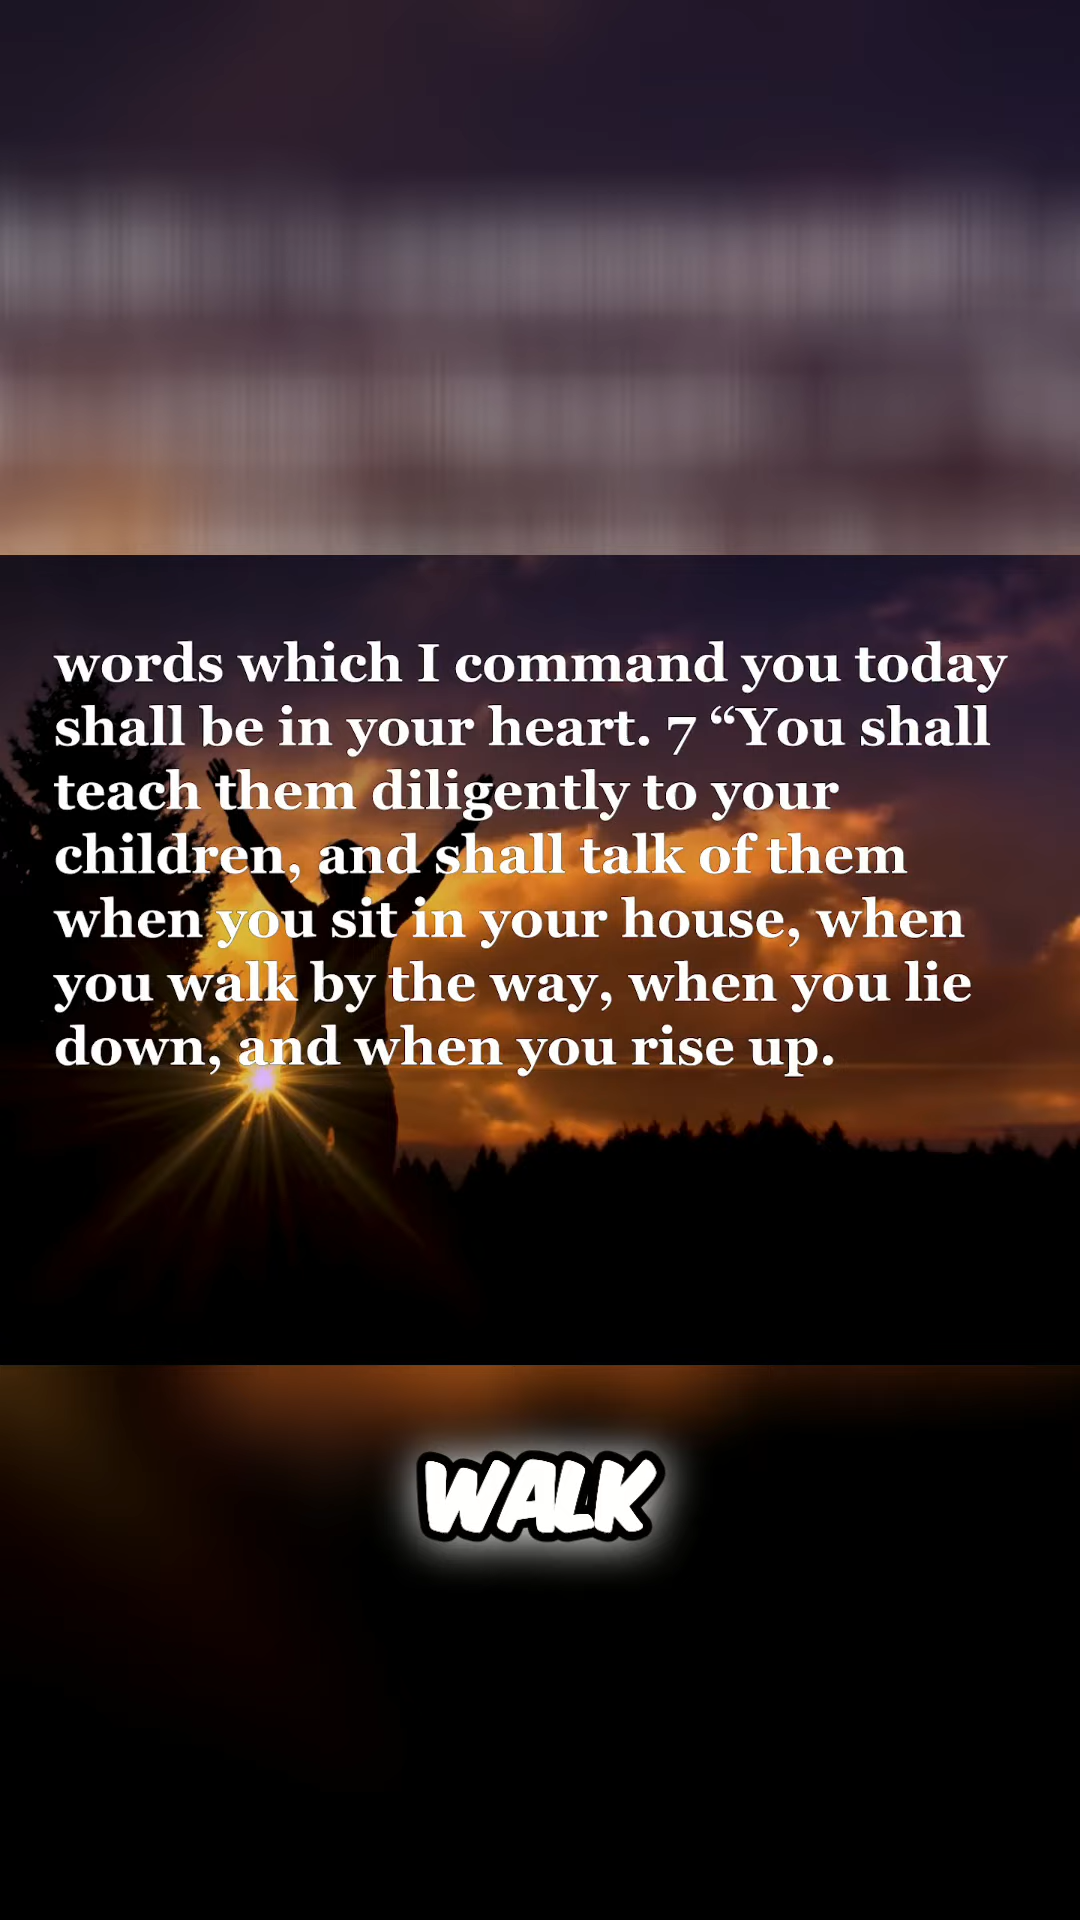 words which I command you today
shall be in your heart. 7 “You shall
teach them diligently to your
children, and shall talk of them
when you sit in your house, when
you walk by the way, when you lie
down, and when you rise up.
WALK